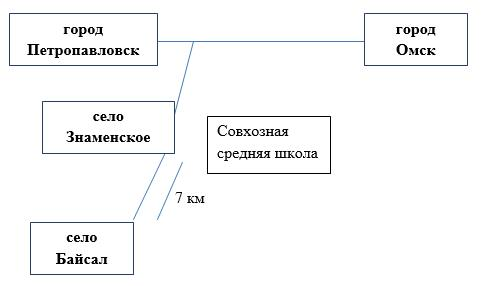 город
Петропавловск
город
Омск
село
Знаменское
Совхозная
средняя школа
7 км
село
Байсал